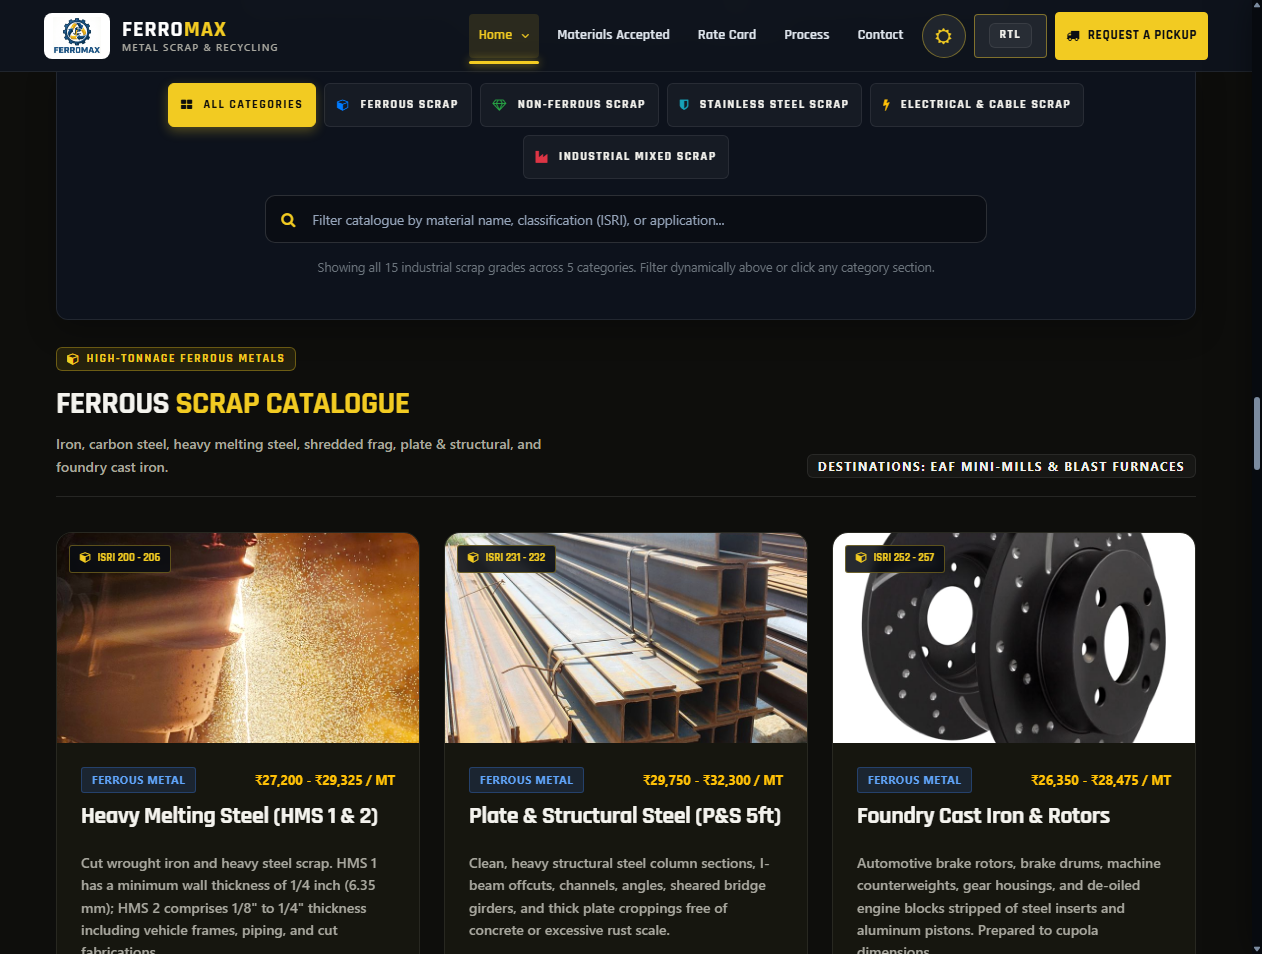 FERROMAX
FERROMAX
METAL SCRAP & RECYCLING
Home
Materials Accepted
Rate Card
Process
Contact
RTL
REQUEST A PICKUP
ALL CATEGORIES
FERROUS SCRAP
NON-FERROUS SCRAP
STAINLESS STEEL SCRAP
ELECTRICAL & CABLE SCRAP
INDUSTRIAL MIXED SCRAP
Filter catalogue by material name, classification (ISRI), or application...
Showing all 15 industrial scrap grades across 5 categories. Filter dynamically above or click any category section.
HIGH-TONNAGE FERROUS METALS
FERROUS SCRAP CATALOGUE
Iron, carbon steel, heavy melting steel, shredded frag, plate & structural, and
foundry cast iron.
DESTINATIONS: EAF MINI-MILLS & BLAST FURNACES
ISRI 200 - 206
FERROUS METAL
₹27,200 - ₹29,325 / MT
Heavy Melting Steel (HMS 1 & 2)
Cut wrought iron and heavy steel scrap. HMS 1
has a minimum wall thickness of 1/4 inch (6.35
mm); HMS 2 comprises 1/8" to 1/4" thickness
including vehicle frames, piping, and cut
fabrications.
ISRI 231 - 232
FERROUS METAL
₹29,750 - ₹32,300 / MT
Plate & Structural Steel (P&S 5ft)
Clean, heavy structural steel column sections, I-
beam offcuts, channels, angles, sheared bridge
girders, and thick plate croppings free of
concrete or excessive rust scale.
ISRI 252 - 257
FERROUS METAL
₹26,350 - ₹28,475 / MT
Foundry Cast Iron & Rotors
Automotive brake rotors, brake drums, machine
counterweights, gear housings, and de-oiled
engine blocks stripped of steel inserts and
aluminum pistons. Prepared to cupola
dimensions.